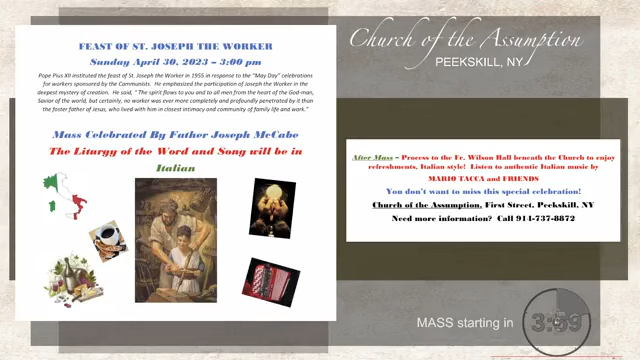 FEAST OF ST. JOSEPH THE WORKER
Sunday April 30, 2023 – 3:00 pm
Pope Pius XII instituted the feast of St. Joseph the Worker in 1955 in response to the "May Day" celebrations
for workers sponsored by the Communists. He emphasized the participation of Joseph the Worker in the
deepest mystery of creation. He said, "The spirit flows to you and to all men from the heart of the God-man,
Savior of the world, but certainly, no worker was ever more completely and profoundly penetrated by it than
the foster father of Jesus, who lived with Him in closest intimacy and community of family life and work."
Mass Celebrated By Father Joseph McCabe
The Liturgy of the Word and Song will be in
Italian
Church of the Assumption
PEEKSKILL, NY
After Mass – Process to the Fr. Wilson Hall beneath the Church to enjoy
refreshments, Italian style! Listen to authentic Italian music by
MARIO TACCA and FRIENDS
You don't want to miss this special celebration!
Church of the Assumption, First Street, Peekskill, NY
Need more information? Call 914-737-8872
MASS starting in
3:59